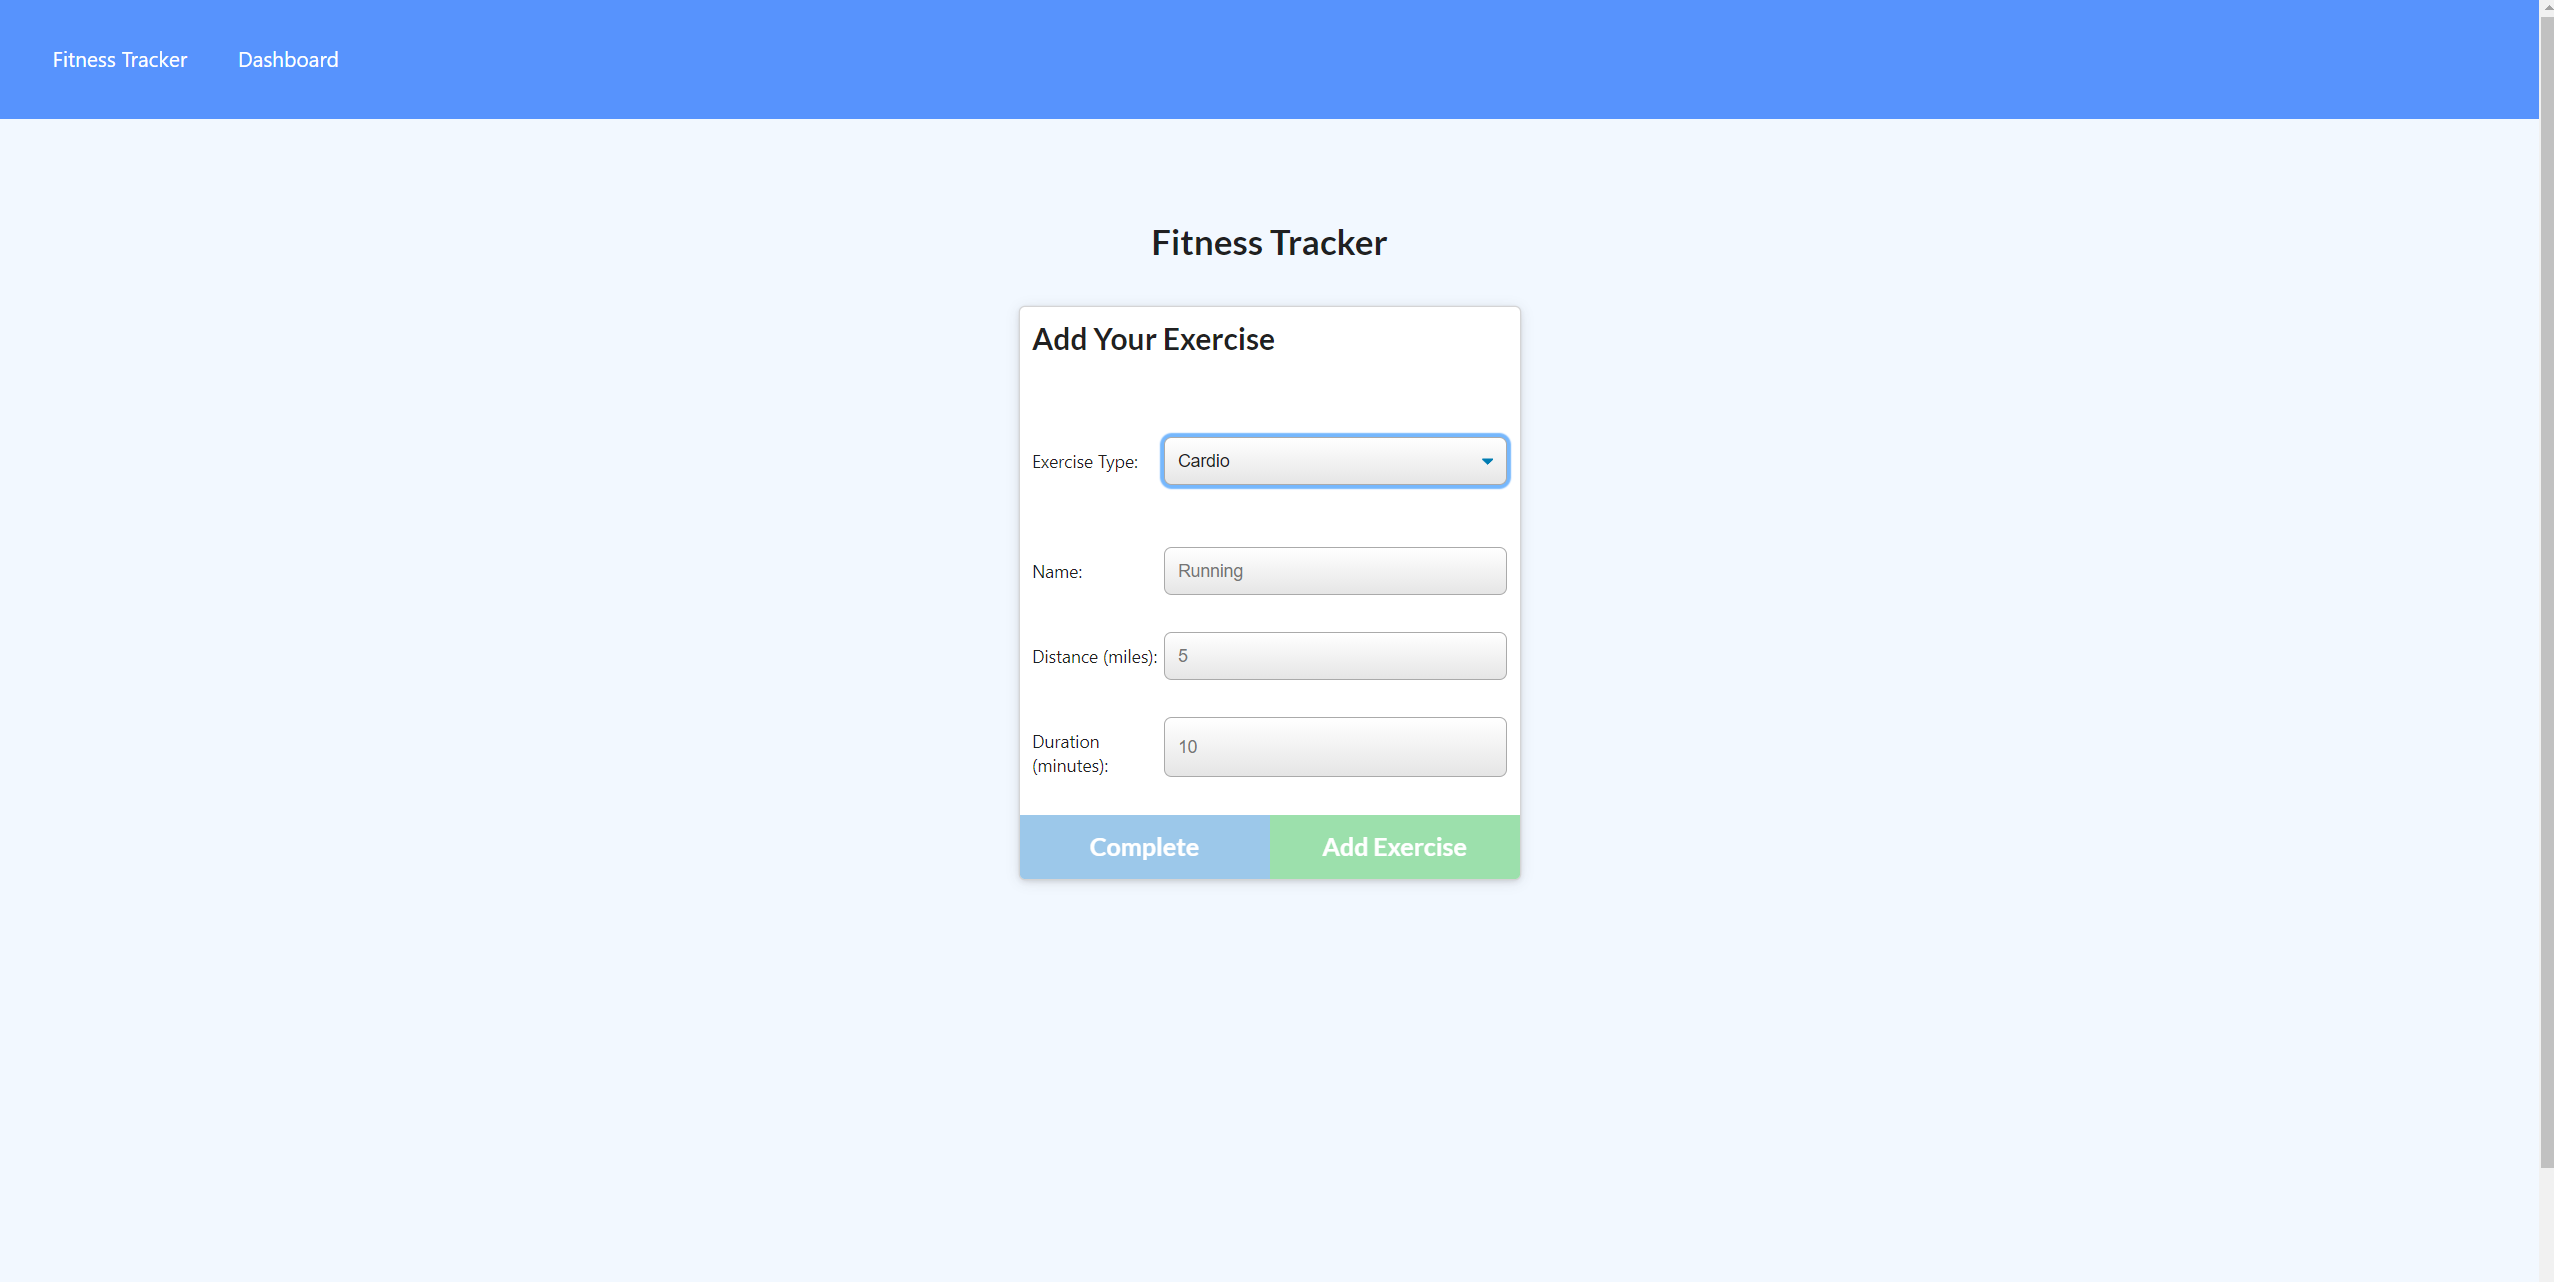 Fitness Tracker Dashboard
Fitness Tracker
Add Your Exercise
Exercise Type: Cardio
Name: Running
Distance (miles): 5
Duration (minutes): 10
Complete Add Exercise